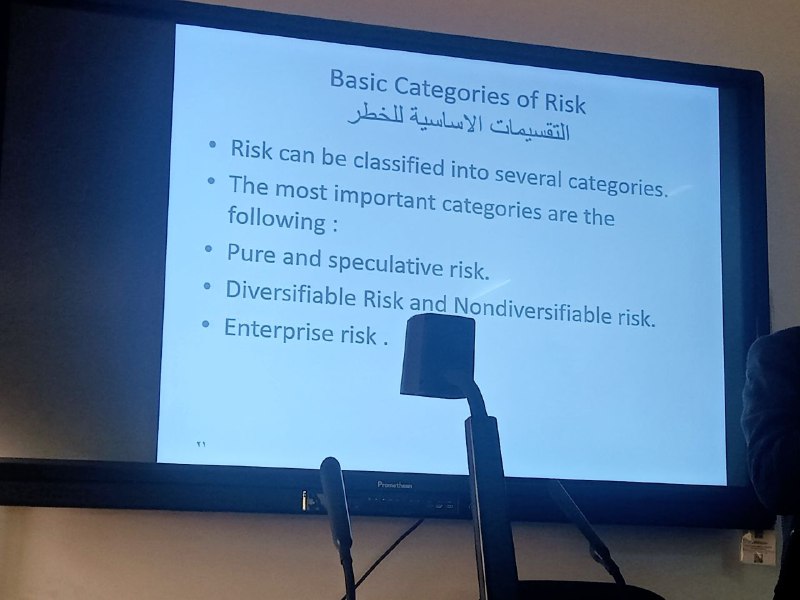 Basic Categories of Risk
التقسيمات الاساسية للخطر
• Risk can be classified into several categories.
• The most important categories are the
following :
• Pure and speculative risk.
• Diversifiable Risk and Nondiversifiable risk.
• Enterprise risk .
٢١
Promethean